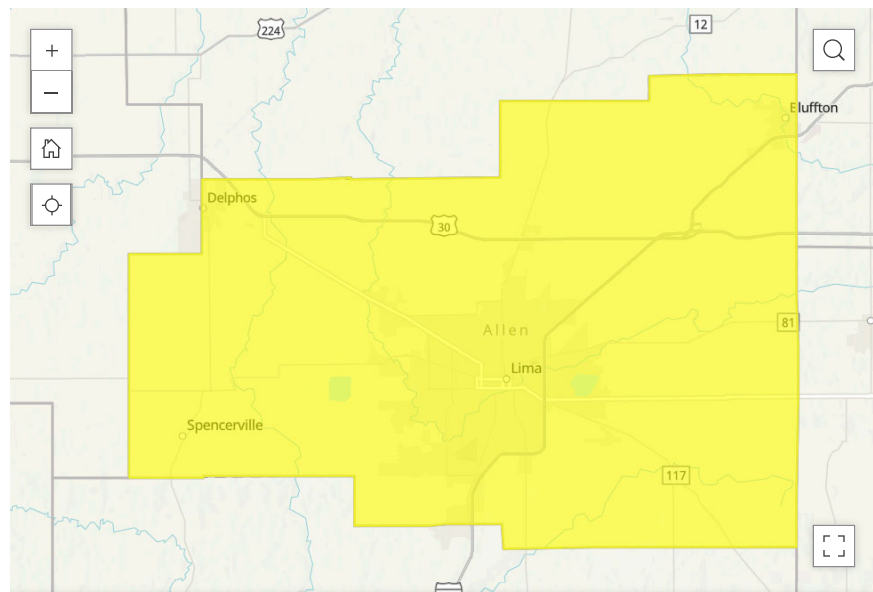 224
12
Bluffton
Delphos
30
81
Allen
Lima
Spencerville
117